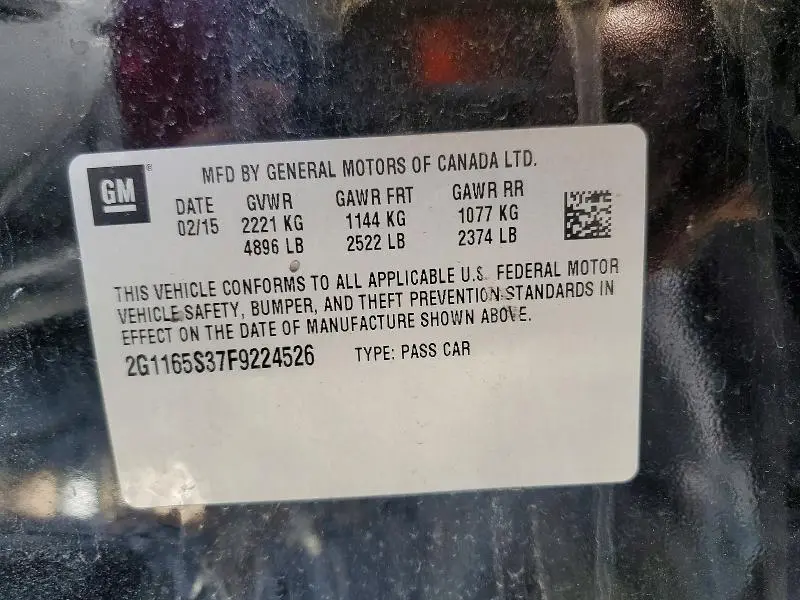 GM
MFD BY GENERAL MOTORS OF CANADA LTD.
DATE GVWR GAWR FRT GAWR RR
02/15 2221 KG 1144 KG 1077 KG
4896 LB 2522 LB 2374 LB
THIS VEHICLE CONFORMS TO ALL APPLICABLE U.S. FEDERAL MOTOR
VEHICLE SAFETY, BUMPER, AND THEFT PREVENTION STANDARDS IN
EFFECT ON THE DATE OF MANUFACTURE SHOWN ABOVE.
2G1165S37F9224526 TYPE: PASS CAR